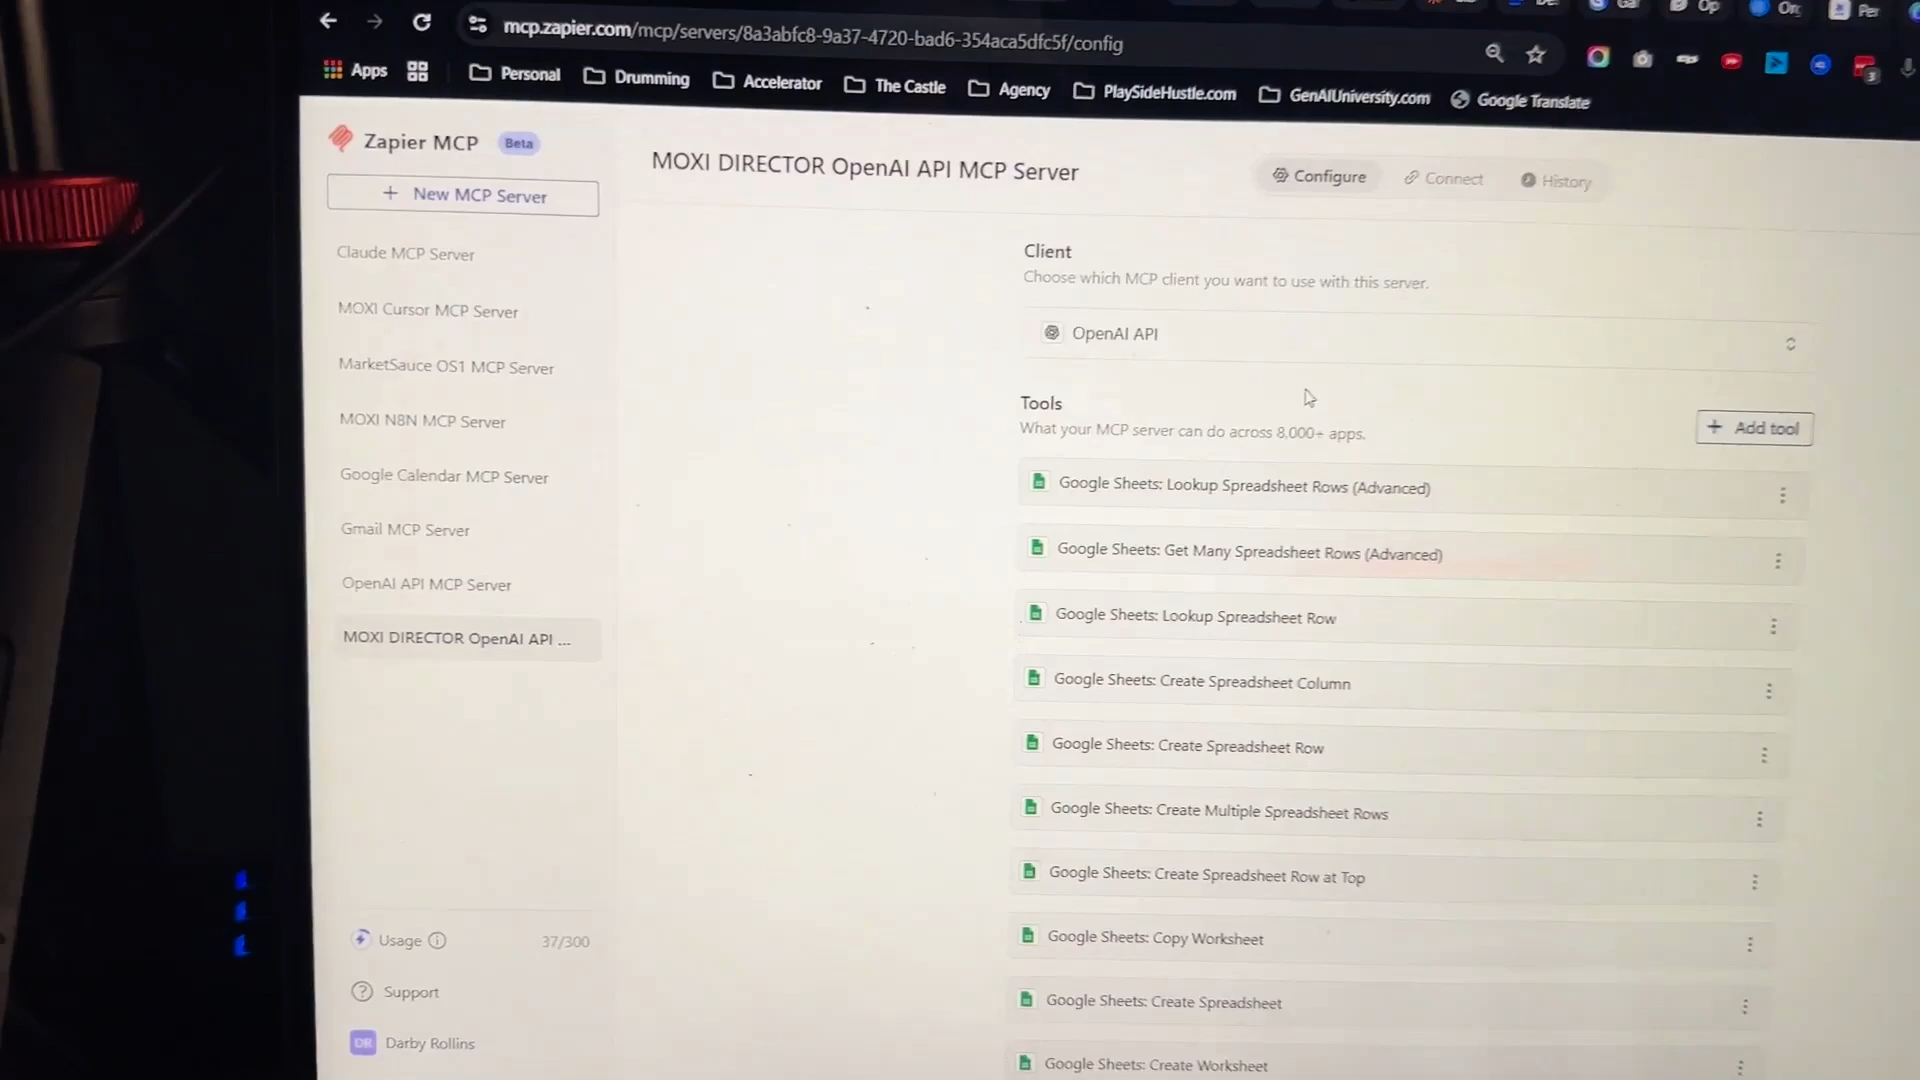 mcp.zapier.com/mcp/servers/8a3abfc8-9a37-4720-bad6-354aca5dfc5f/config
Apps
Personal
Drumming
Accelerator
The Castle
Agency
PlaySideHustle.com
GenAIUniversity.com
Google Translate
3
Zapier MCP Beta
+ New MCP Server
Claude MCP Server
MOXI Cursor MCP Server
MarketSauce OS1 MCP Server
MOXI N8N MCP Server
Google Calendar MCP Server
Gmail MCP Server
OpenAI API MCP Server
MOXI DIRECTOR OpenAI API ...
Usage 37/300
Support
DR Darby Rollins
MOXI DIRECTOR OpenAI API MCP Server
Configure
Connect
History
Client
Choose which MCP client you want to use with this server.
OpenAI API
Tools
What your MCP server can do across 8,000+ apps.
+ Add tool
Google Sheets: Lookup Spreadsheet Rows (Advanced)
Google Sheets: Get Many Spreadsheet Rows (Advanced)
Google Sheets: Lookup Spreadsheet Row
Google Sheets: Create Spreadsheet Column
Google Sheets: Create Spreadsheet Row
Google Sheets: Create Multiple Spreadsheet Rows
Google Sheets: Create Spreadsheet Row at Top
Google Sheets: Copy Worksheet
Google Sheets: Create Spreadsheet
Google Sheets: Create Worksheet